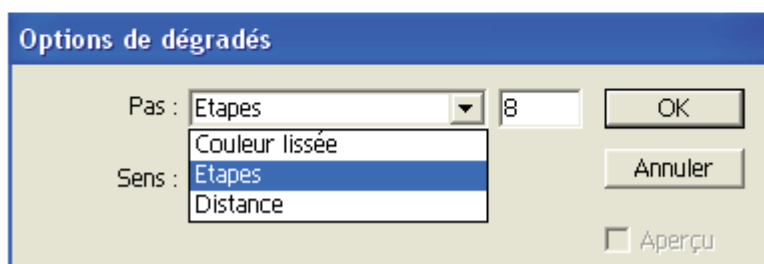 Options de dégradés
Pas : Etapes 8 OK
Couleur lissée
Sens : Etapes Annuler
Distance
Aperçu